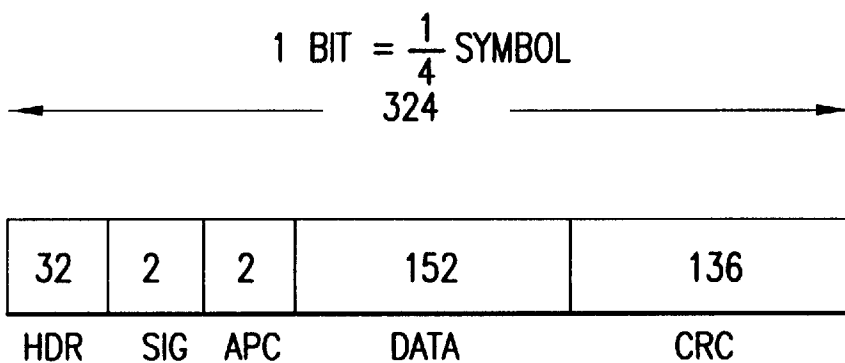 1 BIT = 1/4 SYMBOL
324
32 2 2 152 136
HDR SIG APC DATA CRC